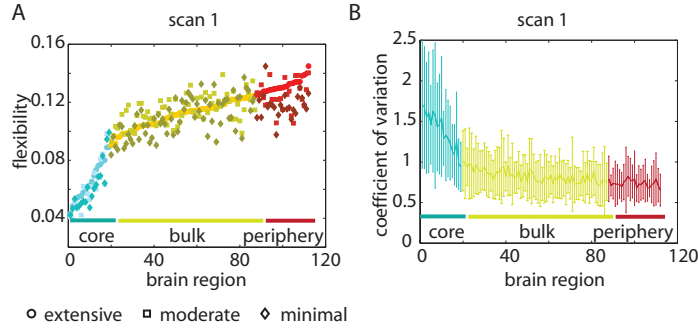 A
scan 1
flexibility
0.16
0.12
0.08
0.04
core
bulk
periphery
0
40
80
120
brain region
extensive
moderate
minimal
B
scan 1
coefficient of variation
2.5
2
1.5
1
0.5
0
core
bulk
periphery
0
40
80
120
brain region